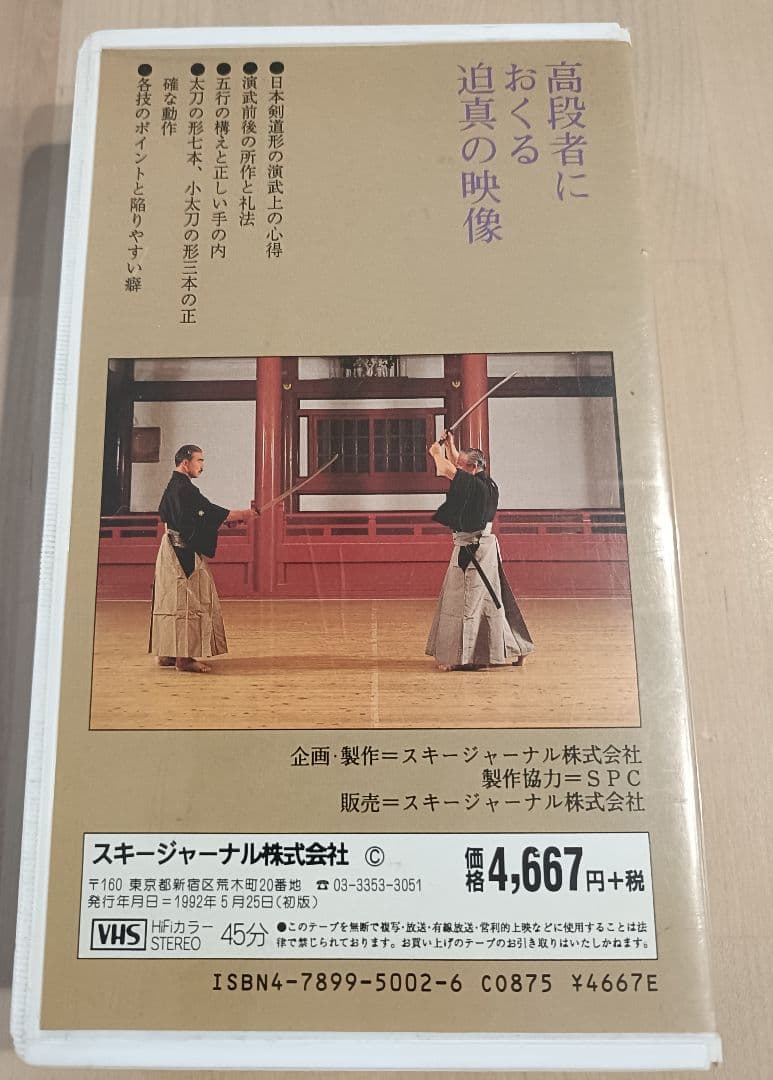 高段者に
おくる
迫真の映像
●日本剣道形の演武上の心得
●演武前後の所作と礼法
●五行の構えと正しい手の内
●太刀の形七本、小太刀の形三本の正
確な動作
●各技のポイントと陥りやすい癖
企画・製作=スキージャーナル株式会社
製作協力=SPC
販売=スキージャーナル株式会社
スキージャーナル株式会社 ©
〒160 東京都新宿区荒木町20番地 ☎03-3353-3051
発行年月日=1992年5月25日(初版)
価格4,667円+税
VHS HiFiカラー STEREO 45分
●このテープを無断で複写・放送・有線放送・営利的上映などに使用することは法
律で禁じられております。お買い上げのテープのお引き取りはいたしかねます。
ISBN4-7899-5002-6 C0875 ¥4667E